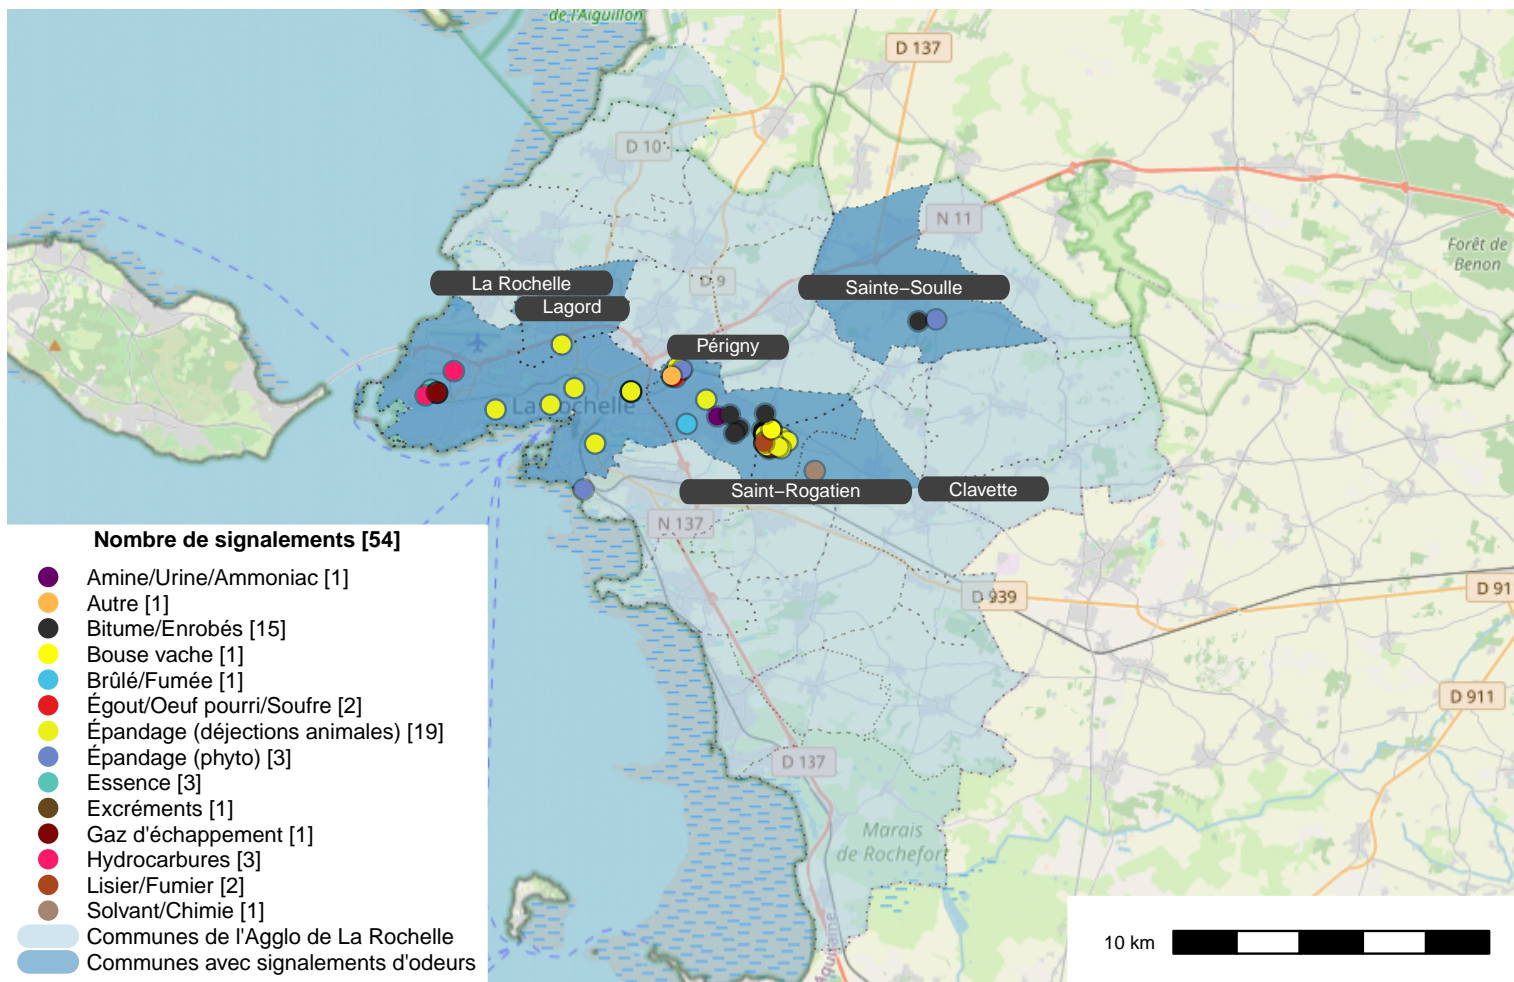 de l'Aiguillon
D 137
D 10
N 11
Forêt de
Benon
La Rochelle
D 9
Sainte−Soulle
Lagord
Périgny
La Rochelle
Saint−Rogatien
Clavette
N 137
D 939
D 91
D 911
D 137
Marais
de Rochefort
Aquitaine
Nombre de signalements [54]
Amine/Urine/Ammoniac [1]
Autre [1]
Bitume/Enrobés [15]
Bouse vache [1]
Brûlé/Fumée [1]
Égout/Oeuf pourri/Soufre [2]
Épandage (déjections animales) [19]
Épandage (phyto) [3]
Essence [3]
Excréments [1]
Gaz d'échappement [1]
Hydrocarbures [3]
Lisier/Fumier [2]
Solvant/Chimie [1]
Communes de l'Agglo de La Rochelle
Communes avec signalements d'odeurs
10 km